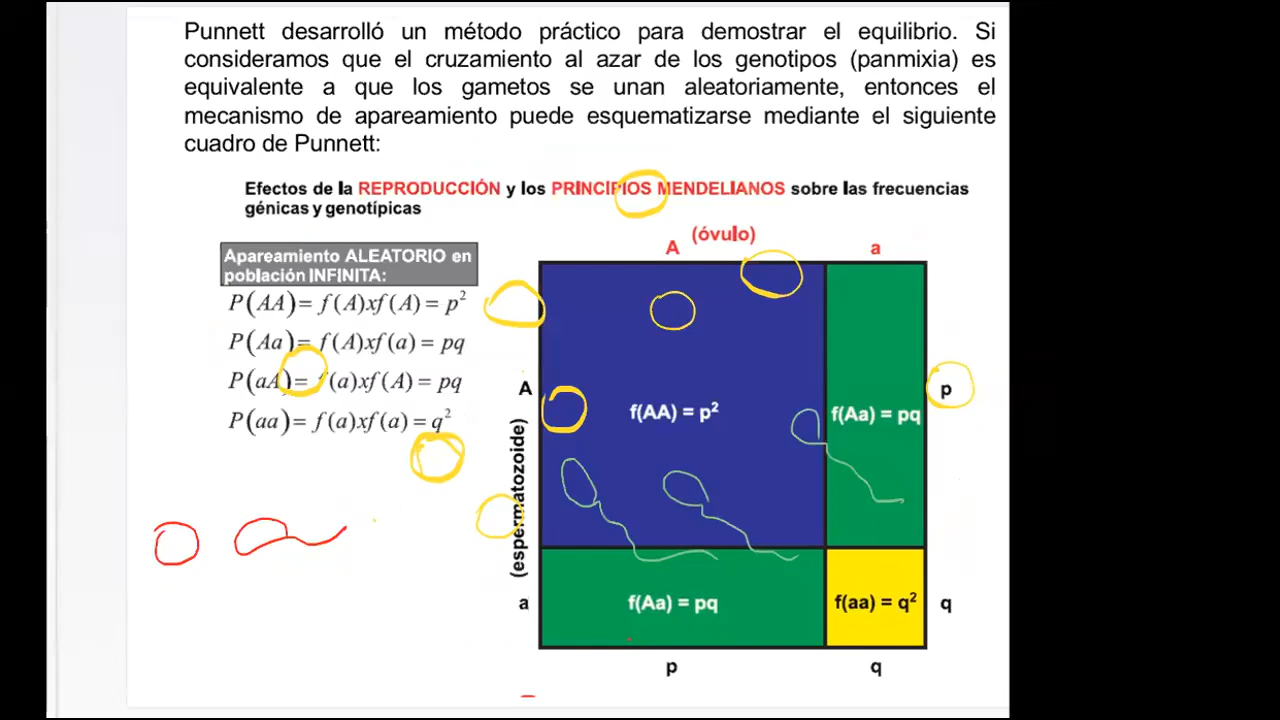 Punnett desarrolló un método práctico para demostrar el equilibrio. Si
consideramos que el cruzamiento al azar de los genotipos (panmixia) es
equivalente a que los gametos se unan aleatoriamente, entonces el
mecanismo de apareamiento puede esquematizarse mediante el siguiente
cuadro de Punnett:
Efectos de la REPRODUCCIÓN y los PRINCIPIOS MENDELIANOS sobre las frecuencias
génicas y genotípicas
Apareamiento ALEATORIO en
población INFINITA:
P(AA)= f(A)xf(A) = p²
P(Aa)= f(A)xf(a) = pq
P(aA)= f(a)xf(A) = pq
P(aa)= f(a)xf(a) = q²
(óvulo)
A
a
A
(espermatozoide)
a
f(AA) = p²
f(Aa) = pq
p
f(Aa) = pq
f(aa) = q²
q
p
q